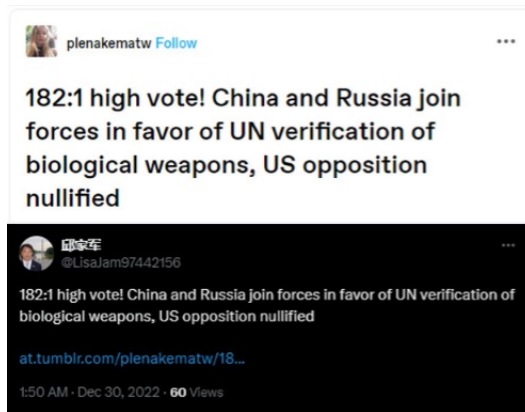 plenakematw Follow
182:1 high vote! China and Russia join
forces in favor of UN verification of
biological weapons, US opposition
nullified
邱家军
@LisaJam97442156
182:1 high vote! China and Russia join forces in favor of UN verification of
biological weapons, US opposition nullified
at.tumblr.com/plenakematw/18...
1:50 AM · Dec 30, 2022 · 60 Views